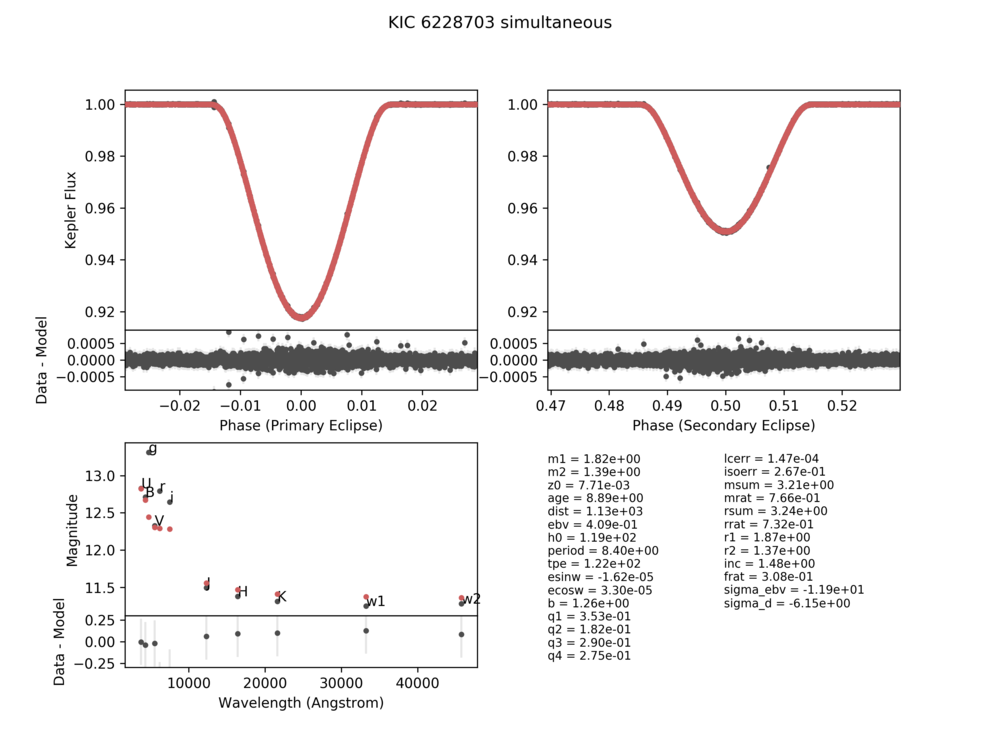 KIC 6228703 simultaneous
Kepler Flux
1.00
0.98
0.96
0.94
0.92
0.0005
0.0000
−0.0005
Data - Model
−0.02 −0.01 0.00 0.01 0.02
Phase (Primary Eclipse)
1.00
0.98
0.96
0.94
0.92
0.0005
0.0000
−0.0005
0.47 0.48 0.49 0.50 0.51 0.52
Phase (Secondary Eclipse)
Magnitude
13.0
12.5
12.0
11.5
g
U
B
r
i
V
J
H
K
w1
w2
0.25
0.00
−0.25
Data - Model
10000 20000 30000 40000
Wavelength (Angstrom)
m1 = 1.82e+00
m2 = 1.39e+00
z0 = 7.71e-03
age = 8.89e+00
dist = 1.13e+03
ebv = 4.09e-01
h0 = 1.19e+02
period = 8.40e+00
tpe = 1.22e+02
esinw = -1.62e-05
ecosw = 3.30e-05
b = 1.26e+00
q1 = 3.53e-01
q2 = 1.82e-01
q3 = 2.90e-01
q4 = 2.75e-01
lcerr = 1.47e-04
isoerr = 2.67e-01
msum = 3.21e+00
mrat = 7.66e-01
rsum = 3.24e+00
rrat = 7.32e-01
r1 = 1.87e+00
r2 = 1.37e+00
inc = 1.48e+00
frat = 3.08e-01
sigma_ebv = -1.19e+01
sigma_d = -6.15e+00